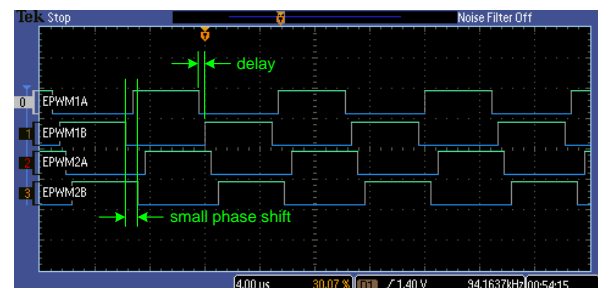 Tek Stop Noise Filter Off
T
T
delay
0 EPWM1A
1 EPWM1B
2 EPWM2A
3 EPWM2B
small phase shift
4.00 µs 30.07 % D1 / 1.40 V 94.1637kHz 00:54:15